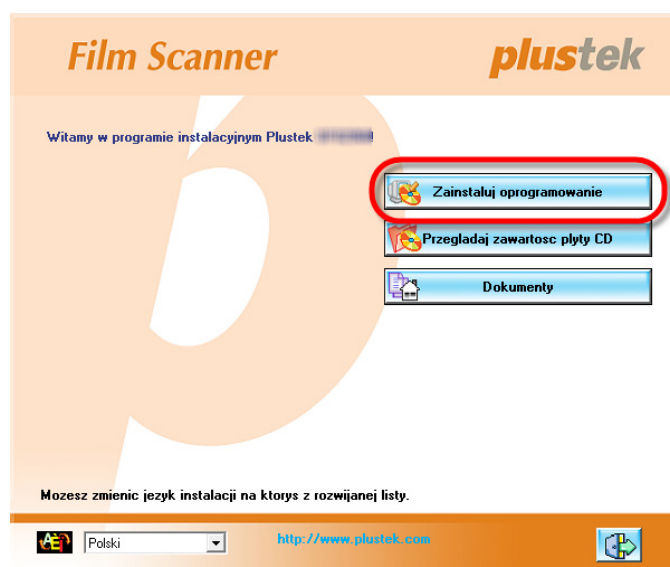 Film Scanner
plustek
Witamy w programie instalacyjnym Plustek
Zainstaluj oprogramowanie
Przegladaj zawartosc plyty CD
Dokumenty
Mozesz zmienic jezyk instalacji na ktorys z rozwijanej listy.
Polski
http://www.plustek.com